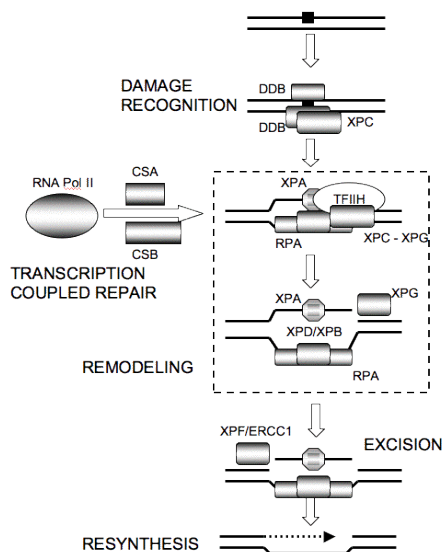 DAMAGE
RECOGNITION
DDB
DDB
XPC
RNA Pol II
CSA
CSB
TRANSCRIPTION
COUPLED REPAIR
XPA
TFIIH
RPA
XPC - XPG
XPA
XPG
XPD/XPB
RPA
REMODELING
XPF/ERCC1
EXCISION
RESYNTHESIS